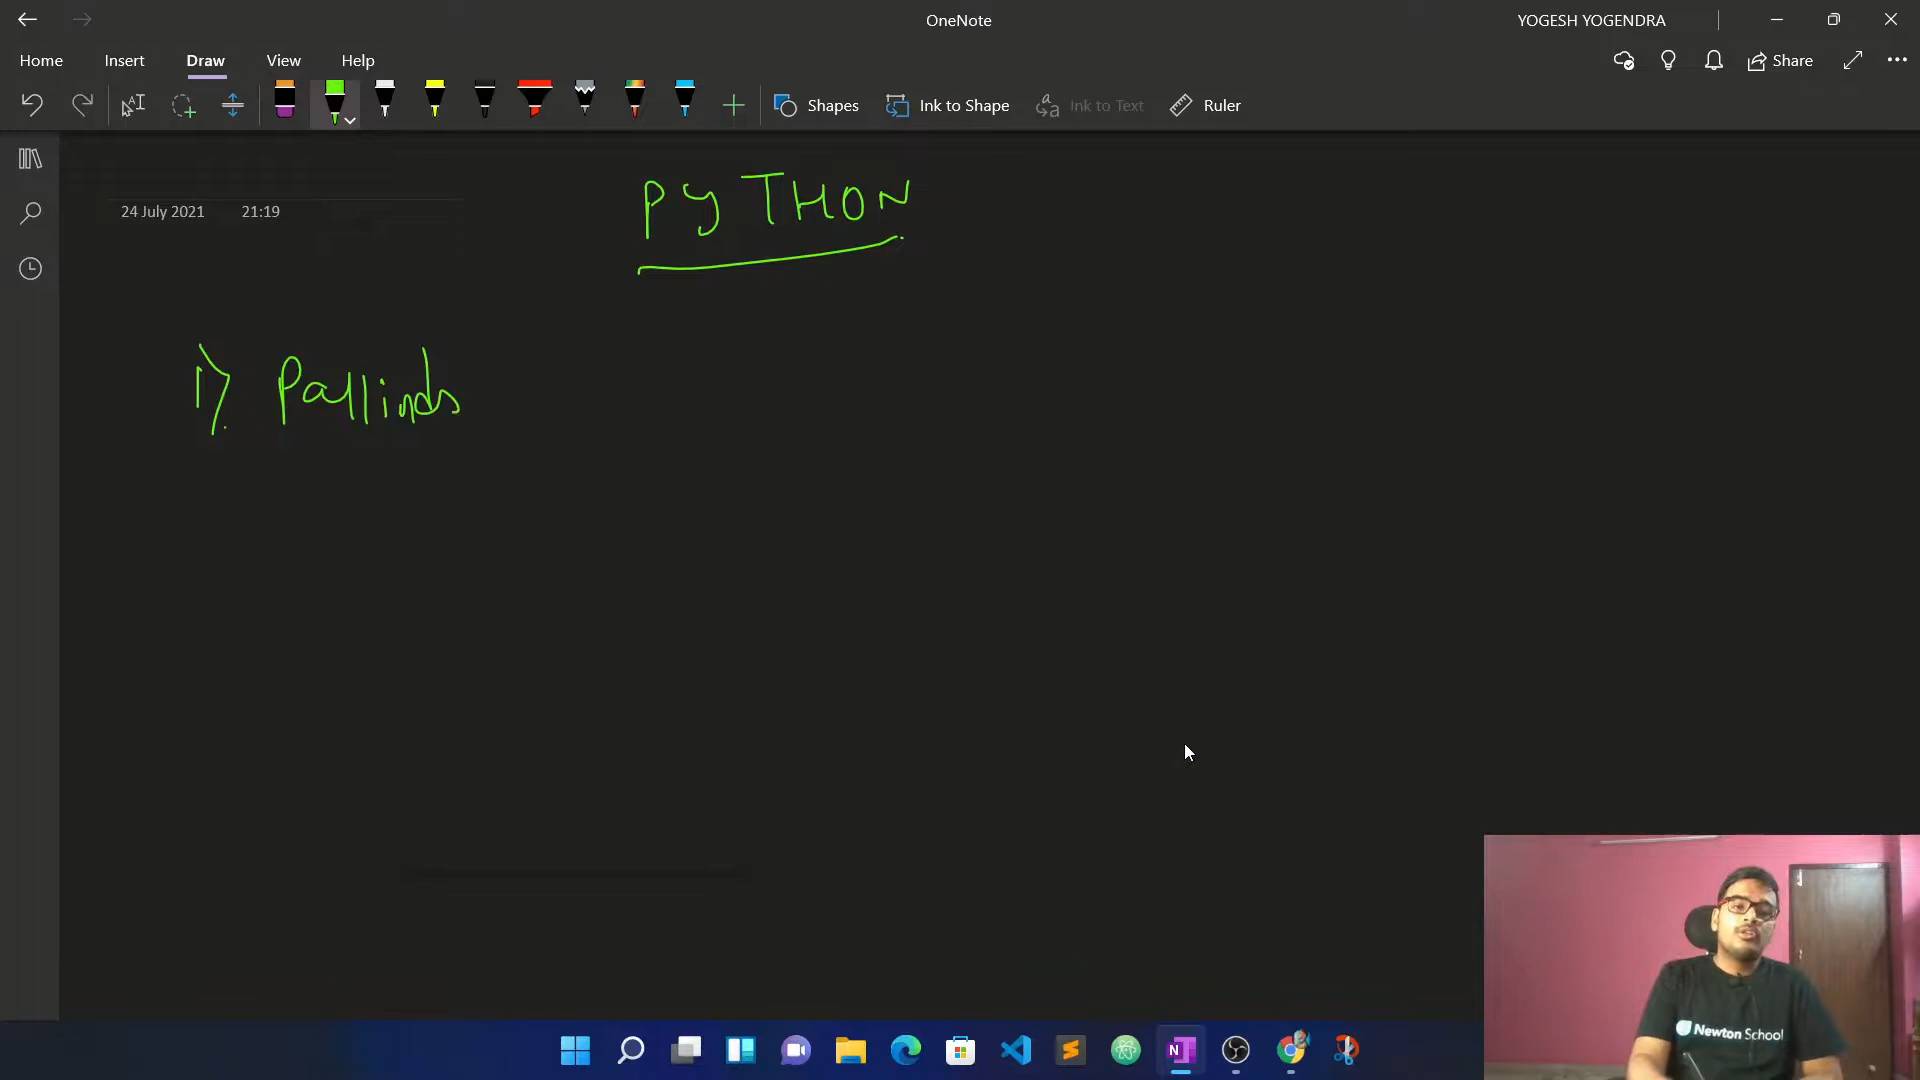 OneNote
YOGESH YOGENDRA
Home Insert Draw View Help
Share
Shapes Ink to Shape Ink to Text Ruler
PYTHON
24 July 2021 21:19
1) Pallinds
Newton School